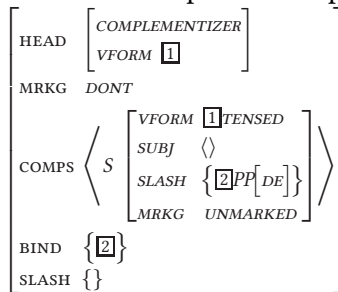 HEAD [COMPLEMENTIZER
VFORM 1]
MRKG DONT
COMPS ⟨ S [VFORM 1 TENSED
SUBJ ⟨⟩
SLASH {2 PP[DE]}
MRKG UNMARKED] ⟩
BIND {2}
SLASH {}